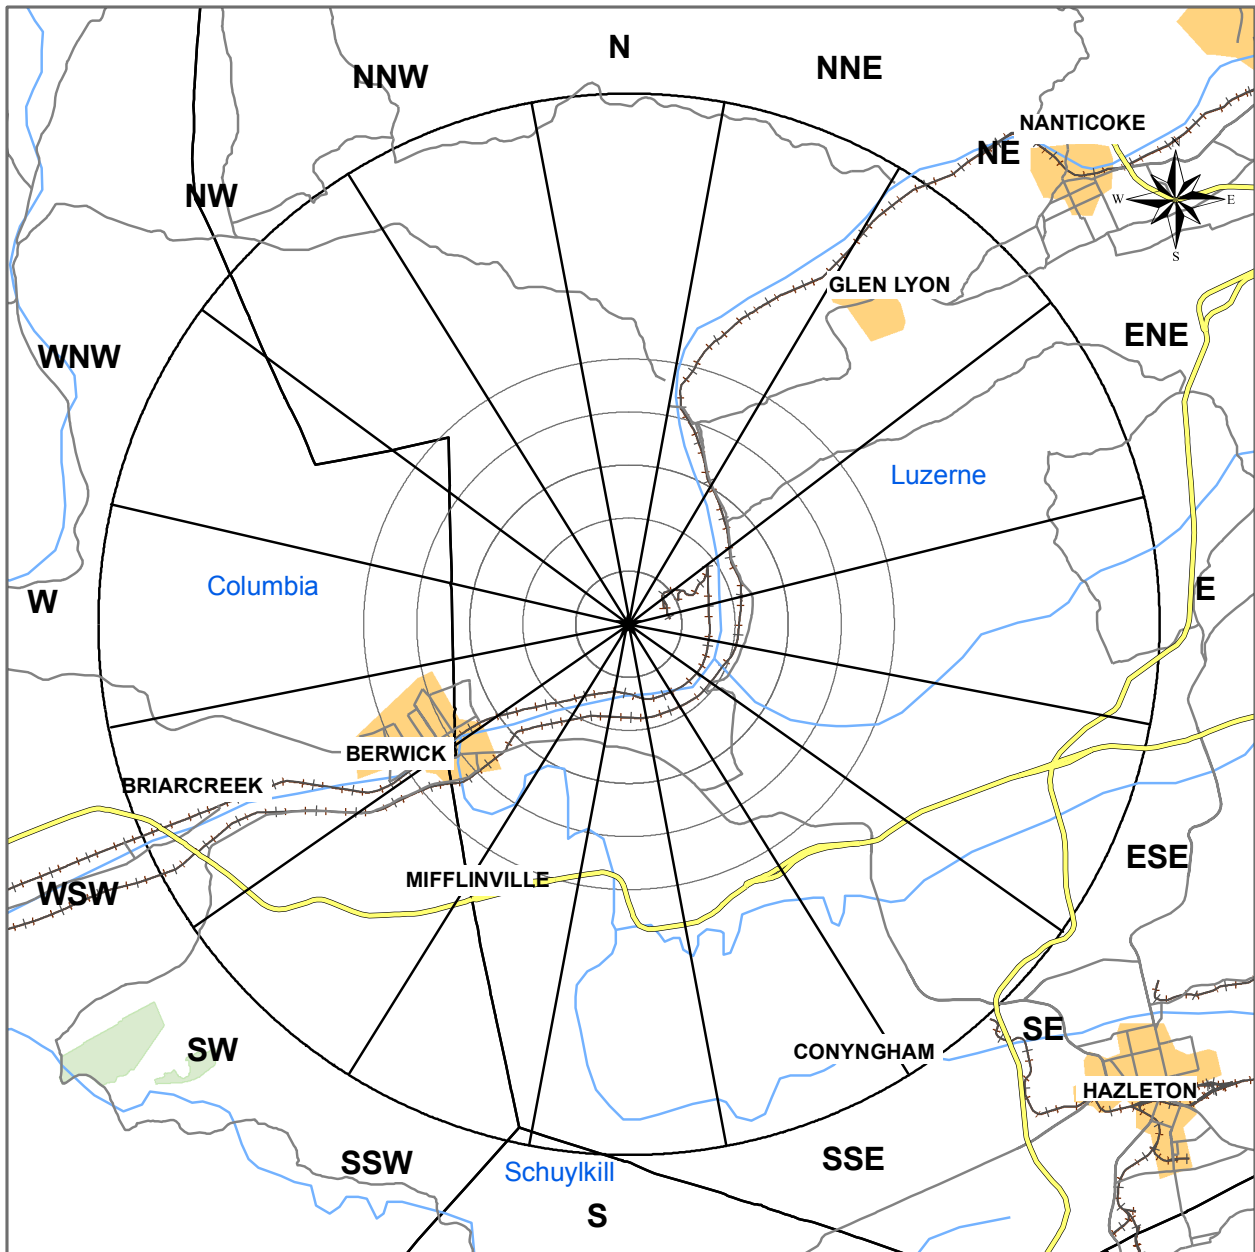 N
NNW
NNE
NANTICOKE
N
NE
NW
W
E
S
GLEN LYON
ENE
WNW
Luzerne
Columbia
E
W
BERWICK
BRIARCREEK
ESE
MIFFLINVILLE
WSW
SE
SW
CONYNGHAM
HAZLETON
SSE
SSW
Schuylkill
S